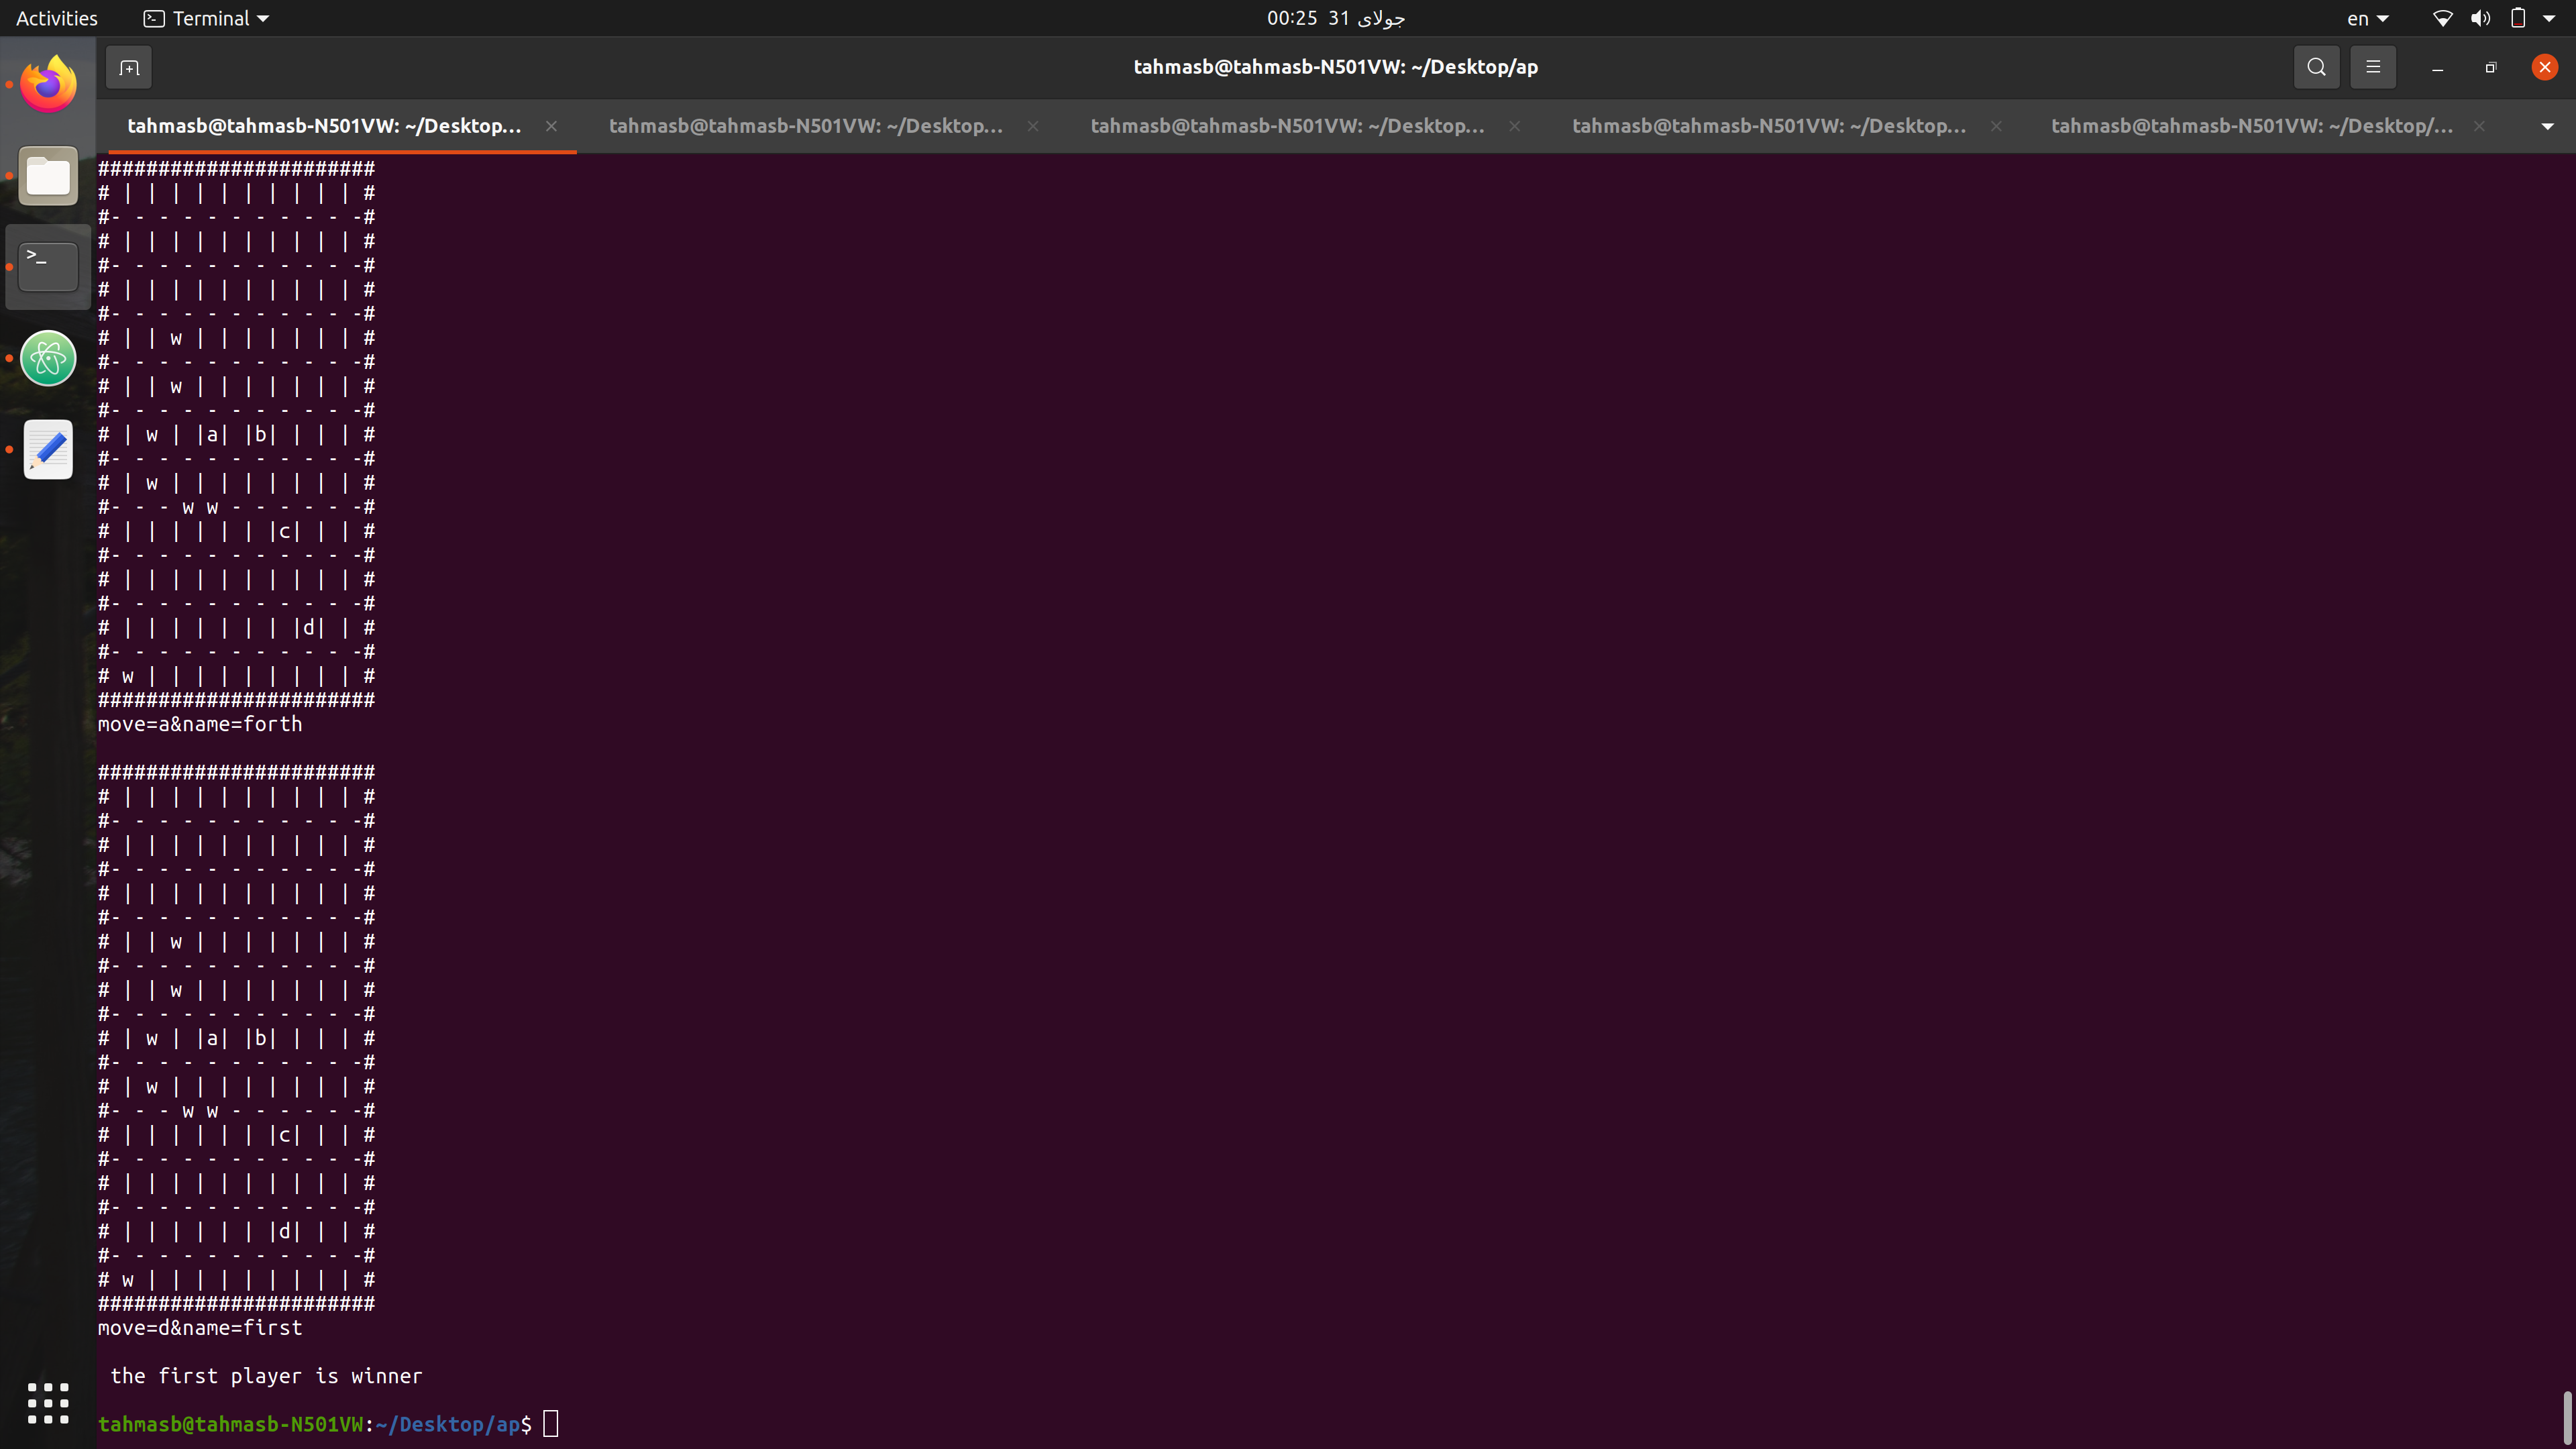 Activities
Terminal
00:25 31 جولای
en
tahmasb@tahmasb-N501VW: ~/Desktop/ap
tahmasb@tahmasb-N501VW: ~/Desktop...
tahmasb@tahmasb-N501VW: ~/Desktop...
tahmasb@tahmasb-N501VW: ~/Desktop...
tahmasb@tahmasb-N501VW: ~/Desktop...
tahmasb@tahmasb-N501VW: ~/Desktop/...
#######################
# | | | | | | | | | | #
#- - - - - - - - - - -#
# | | | | | | | | | | #
#- - - - - - - - - - -#
# | | | | | | | | | | #
#- - - - - - - - - - -#
# | | w | | | | | | | #
#- - - - - - - - - - -#
# | | w | | | | | | | #
#- - - - - - - - - - -#
# | w | |a| |b| | | | #
#- - - - - - - - - - -#
# | w | | | | | | | | #
#- - - w w - - - - - -#
# | | | | | | |c| | | #
#- - - - - - - - - - -#
# | | | | | | | | | | #
#- - - - - - - - - - -#
# | | | | | | | |d| | #
#- - - - - - - - - - -#
# w | | | | | | | | | #
#######################
move=a&name=forth
#######################
# | | | | | | | | | | #
#- - - - - - - - - - -#
# | | | | | | | | | | #
#- - - - - - - - - - -#
# | | | | | | | | | | #
#- - - - - - - - - - -#
# | | w | | | | | | | #
#- - - - - - - - - - -#
# | | w | | | | | | | #
#- - - - - - - - - - -#
# | w | |a| |b| | | | #
#- - - - - - - - - - -#
# | w | | | | | | | | #
#- - - w w - - - - - -#
# | | | | | | |c| | | #
#- - - - - - - - - - -#
# | | | | | | | | | | #
#- - - - - - - - - - -#
# | | | | | | |d| | | #
#- - - - - - - - - - -#
# w | | | | | | | | | #
#######################
move=d&name=first
the first player is winner
tahmasb@tahmasb-N501VW:~/Desktop/ap$